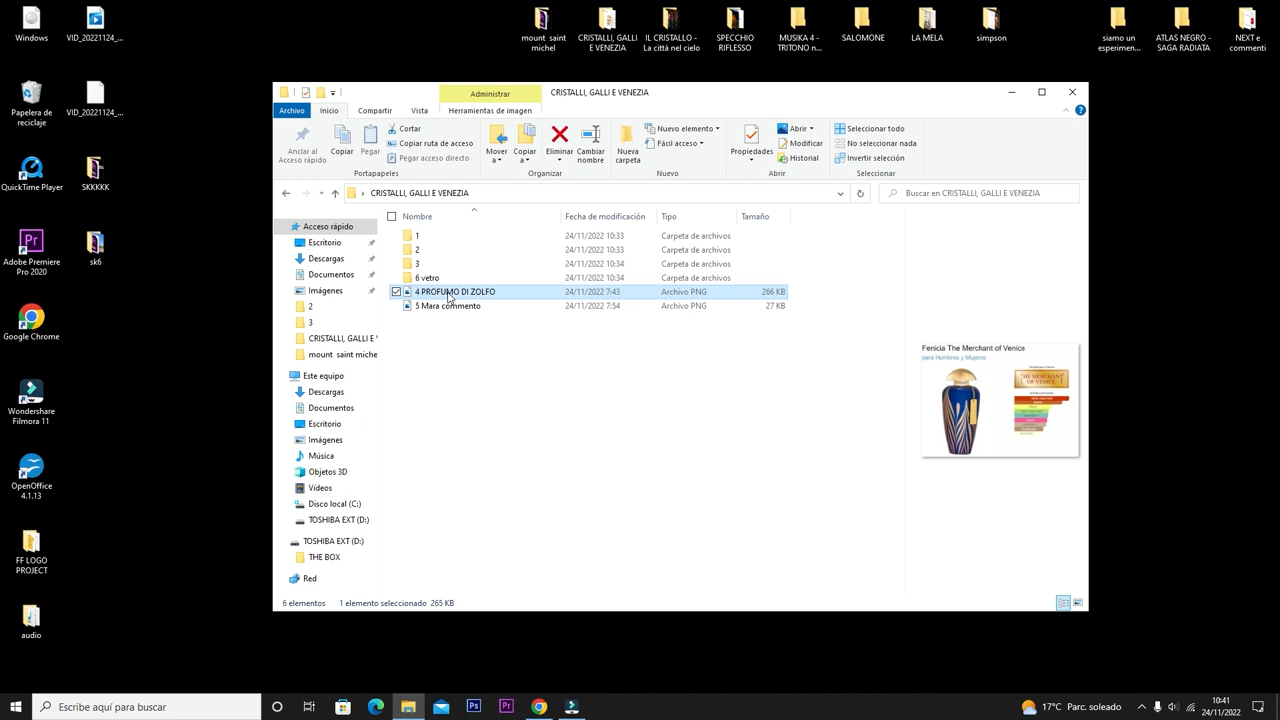 Windows
VID_20221124_...
mount saint
michel
CRISTALLI, GALLI
E VENEZIA
IL CRISTALLO -
La città nel cielo
SPECCHIO
RIFLESSO
MUSIKA 4 -
TRITONO n...
SALOMONE
LA MELA
simpson
siamo un
esperimen...
ATLAS NEGRO -
SAGA RADIATA
NEXT e
commenti
Papelera de
reciclaje
VID_20221124_...
QuickTime Player
SKKKKK
Adobe Premiere
Pro 2020
sk6
Google Chrome
Wondershare
Filmora 11
OpenOffice
4.1.13
FF LOGO
PROJECT
audio
Administrar
CRISTALLI, GALLI E VENEZIA
Archivo
Inicio
Compartir
Vista
Herramientas de imagen
Anclar al
Acceso rápido
Copiar
Pegar
Cortar
Copiar ruta de acceso
Pegar acceso directo
Portapapeles
Mover
a
Copiar
a
Eliminar
Cambiar
nombre
Organizar
Nueva
carpeta
Nuevo elemento
Fácil acceso
Nuevo
Propiedades
Abrir
Modificar
Historial
Abrir
Seleccionar todo
No seleccionar nada
Invertir selección
Seleccionar
CRISTALLI, GALLI E VENEZIA
Buscar en CRISTALLI, GALLI E VENEZIA
Acceso rápido
Escritorio
Descargas
Documentos
Imágenes
2
3
CRISTALLI, GALLI E V
mount saint miche
Este equipo
Descargas
Documentos
Escritorio
Imágenes
Música
Objetos 3D
Vídeos
Disco local (C:)
TOSHIBA EXT (D:)
TOSHIBA EXT (D:)
THE BOX
Red
Nombre Fecha de modificación Tipo Tamaño
1 24/11/2022 10:33 Carpeta de archivos
2 24/11/2022 10:33 Carpeta de archivos
3 24/11/2022 10:34 Carpeta de archivos
6 vetro 24/11/2022 10:34 Carpeta de archivos
4 PROFUMO DI ZOLFO 24/11/2022 7:43 Archivo PNG 266 KB
5 Mara commento 24/11/2022 7:54 Archivo PNG 27 KB
Fenicia The Merchant of Venice
para Hombres y Mujeres
THE MERCHANT
OF VENICE
6 elementos 1 elemento seleccionado 265 KB
Escribe aquí para buscar
17°C Parc. soleado
10:41
24/11/2022